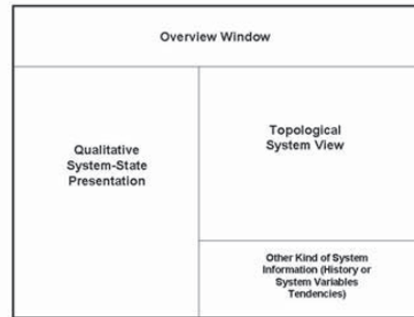 Overview Window
Qualitative
System-State
Presentation
Topological
System View
Other Kind of System
Information (History or
System Variables
Tendencies)